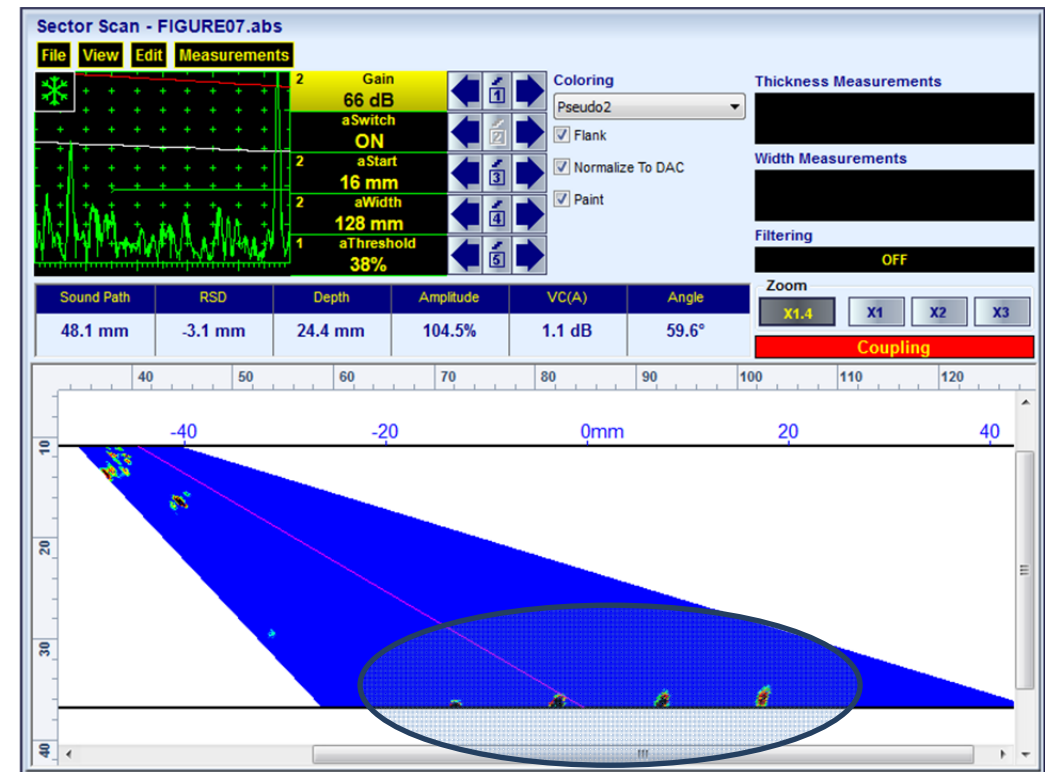 Sector Scan - FIGURE07.abs
File View Edit Measurements
2 Gain
66 dB
1
aSwitch
ON
2
2 aStart
16 mm
3
2 aWidth
128 mm
4
1 aThreshold
38%
5
Coloring
Pseudo2
Flank
Normalize To DAC
Paint
Thickness Measurements
Width Measurements
Filtering
OFF
Zoom
X1.4 X1 X2 X3
Coupling
Sound Path RSD Depth Amplitude VC(A) Angle
48.1 mm -3.1 mm 24.4 mm 104.5% 1.1 dB 59.6°
40 50 60 70 80 90 100 110 120
-40 -20 0mm 20 40
10
20
30
40